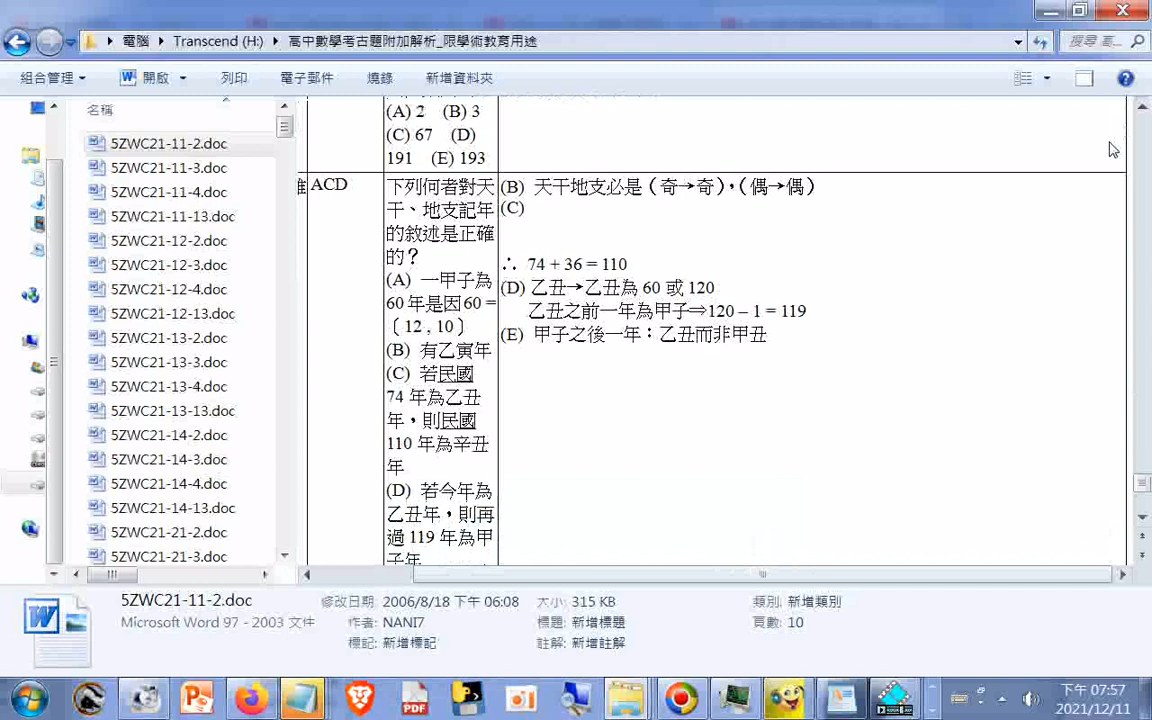 電腦 ▸ Transcend (H:) ▸ 高中數學考古題附加解析_限學術教育用途
搜尋 高...
組合管理 開啟 列印 電子郵件 燒錄 新增資料夾
名稱
5ZWC21-11-2.doc
5ZWC21-11-3.doc
5ZWC21-11-4.doc
5ZWC21-11-13.doc
5ZWC21-12-2.doc
5ZWC21-12-3.doc
5ZWC21-12-4.doc
5ZWC21-12-13.doc
5ZWC21-13-2.doc
5ZWC21-13-3.doc
5ZWC21-13-4.doc
5ZWC21-13-13.doc
5ZWC21-14-2.doc
5ZWC21-14-3.doc
5ZWC21-14-4.doc
5ZWC21-14-13.doc
5ZWC21-21-2.doc
5ZWC21-21-3.doc
(A) 2 (B) 3
(C) 67 (D)
191 (E) 193
ACD
下列何者對天
干、地支記年
的敘述是正確
的？
(A) 一甲子為
60 年是因60 =
〔12 , 10〕
(B) 有乙寅年
(C) 若民國
74 年為乙丑
年，則民國
110 年為辛丑
年
(D) 若今年為
乙丑年，則再
過 119 年為甲
子年
(B) 天干地支必是（奇→奇），（偶→偶）
(C)
∴ 74 + 36 = 110
(D) 乙丑→乙丑為 60 或 120
乙丑之前一年為甲子⇒120 – 1 = 119
(E) 甲子之後一年：乙丑而非甲丑
5ZWC21-11-2.doc
Microsoft Word 97 - 2003 文件
修改日期: 2006/8/18 下午 06:08
作者: NANI7
標記: 新增標記
大小: 315 KB
標題: 新增標題
註解: 新增註解
類別: 新增類別
頁數: 10
PDF
下午 07:57
2021/12/11